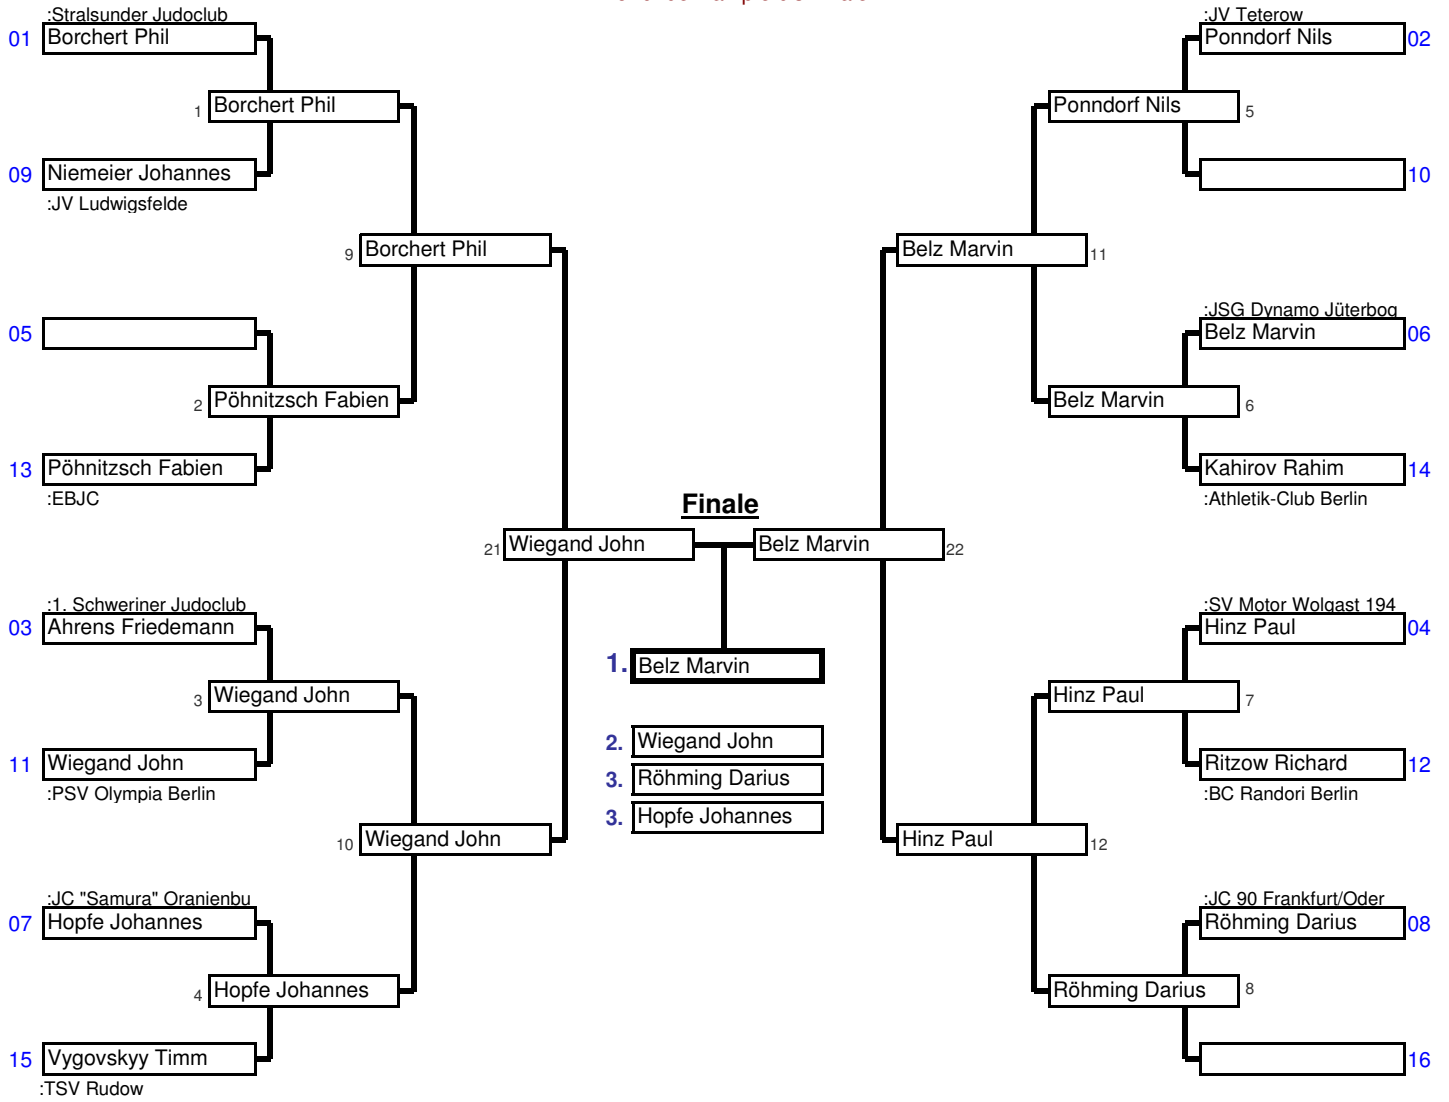 :Stralsunder Judoclub
01 Borchert Phil
1 Borchert Phil
09 Niemeier Johannes
:JV Ludwigsfelde
9 Borchert Phil
05
2 Pöhnitzsch Fabien
13 Pöhnitzsch Fabien
:EBJC
21 Wiegand John
:1. Schweriner Judoclub
03 Ahrens Friedemann
3 Wiegand John
11 Wiegand John
:PSV Olympia Berlin
10 Wiegand John
:JC "Samura" Oranienbu
07 Hopfe Johannes
4 Hopfe Johannes
15 Vygovskyy Timm
:TSV Rudow
Finale
1. Belz Marvin
2. Wiegand John
3. Röhming Darius
3. Hopfe Johannes
:JV Teterow
Ponndorf Nils 02
Ponndorf Nils 5
10
Belz Marvin 11
:JSG Dynamo Jüterbog
Belz Marvin 06
Belz Marvin 6
Kahirov Rahim 14
:Athletik-Club Berlin
Belz Marvin 22
:SV Motor Wolgast 194
Hinz Paul 04
Hinz Paul 7
Ritzow Richard 12
:BC Randori Berlin
Hinz Paul 12
:JC 90 Frankfurt/Oder
Röhming Darius 08
Röhming Darius 8
16